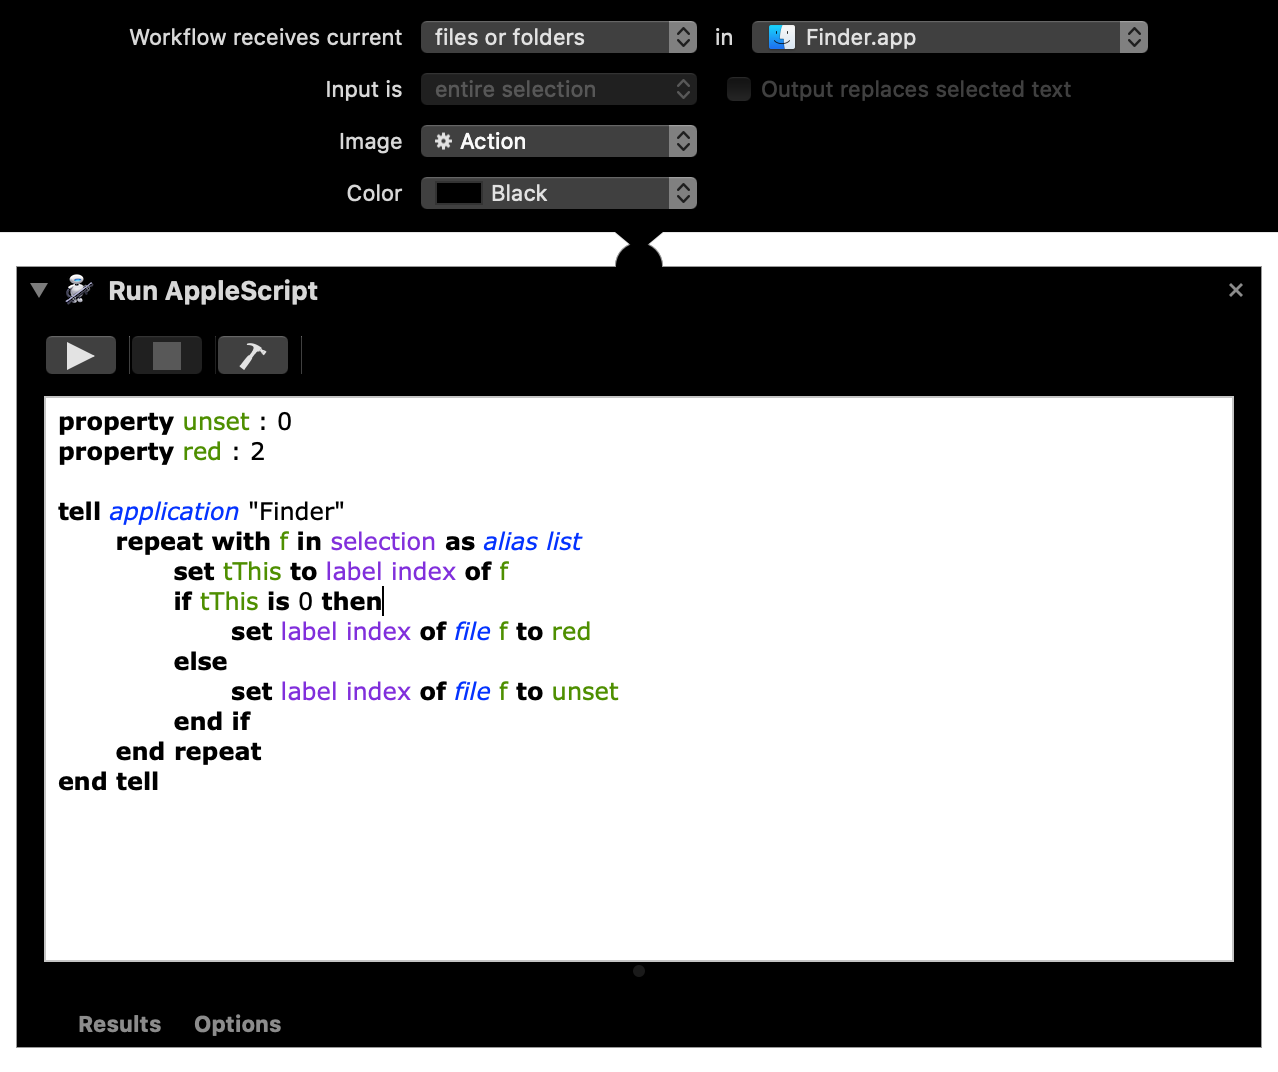 Workflow receives current files or folders in Finder.app
Input is entire selection Output replaces selected text
Image Action
Color Black
Run AppleScript
property unset : 0
property red : 2
tell application "Finder"
repeat with f in selection as alias list
set tThis to label index of f
if tThis is 0 then
set label index of file f to red
else
set label index of file f to unset
end if
end repeat
end tell
Results Options